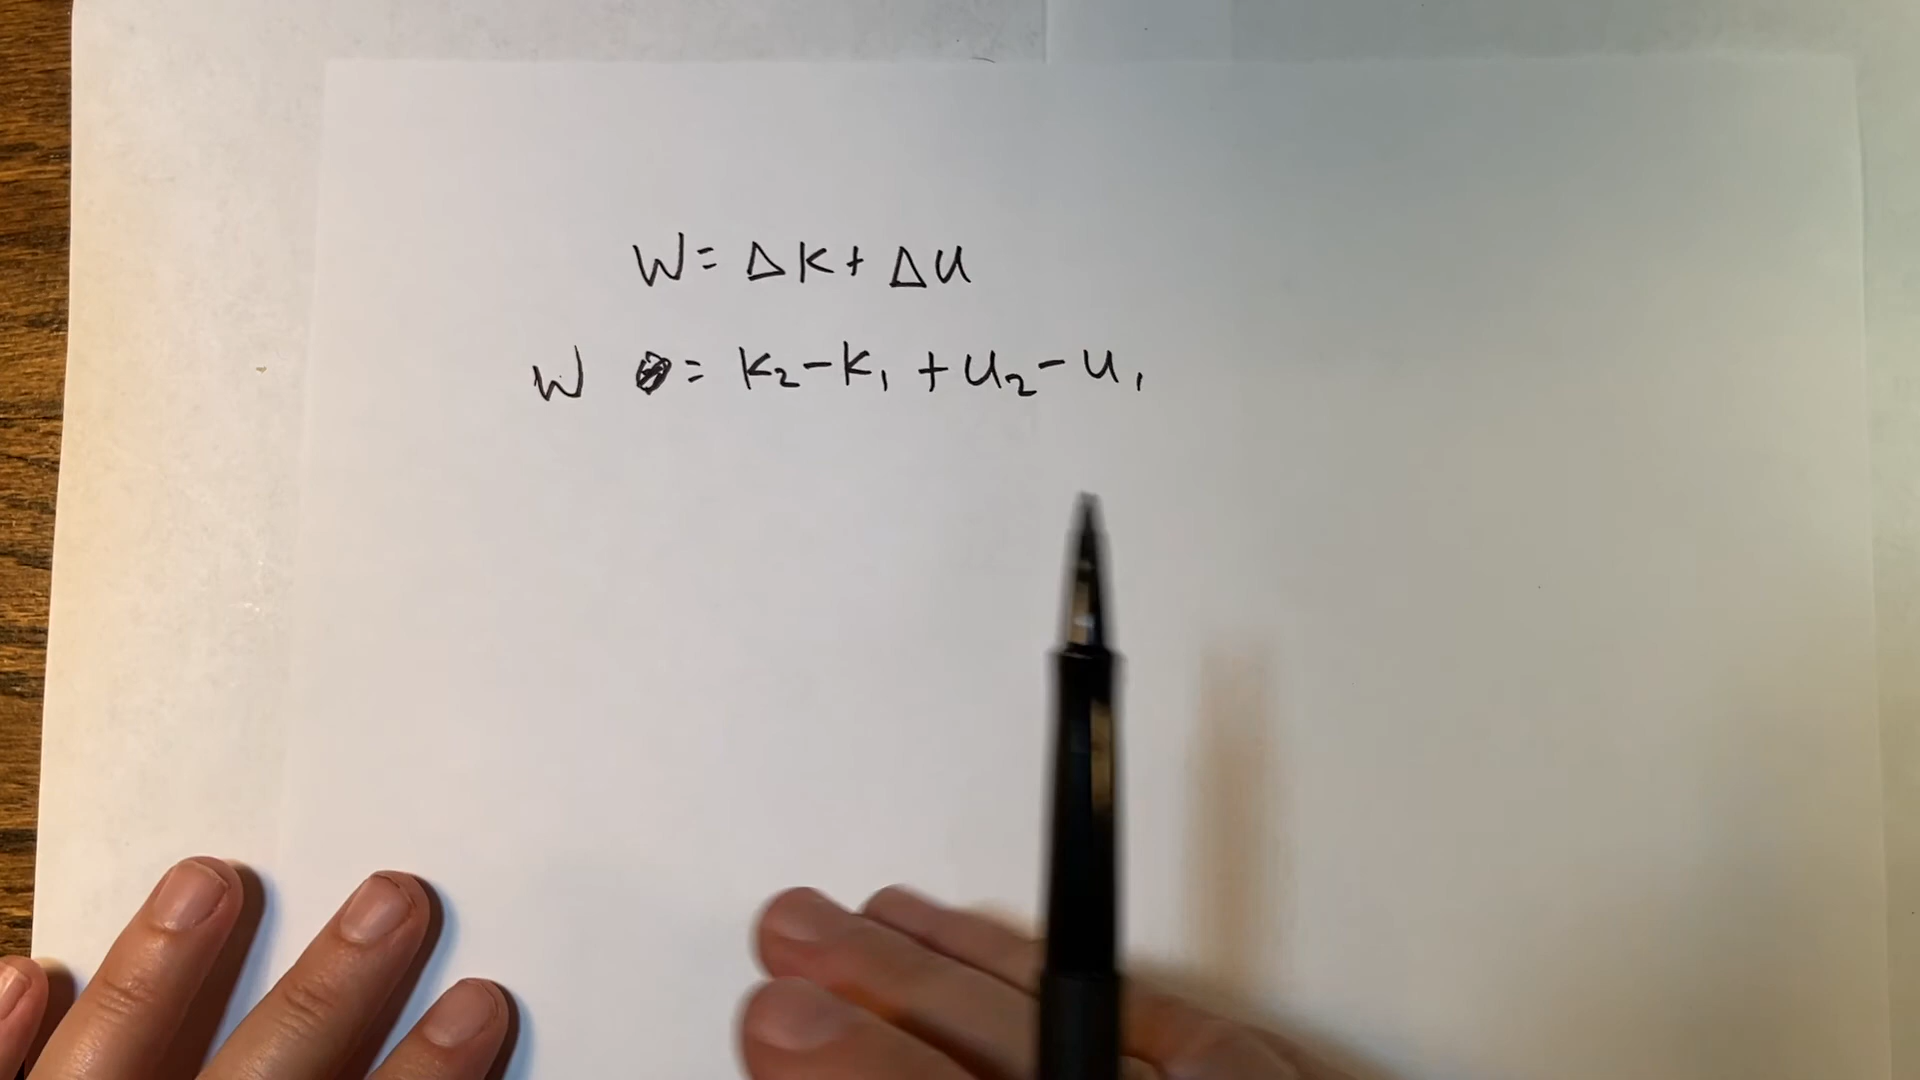 W = ΔK + ΔU
W = K₂ - K₁ + U₂ - U₁